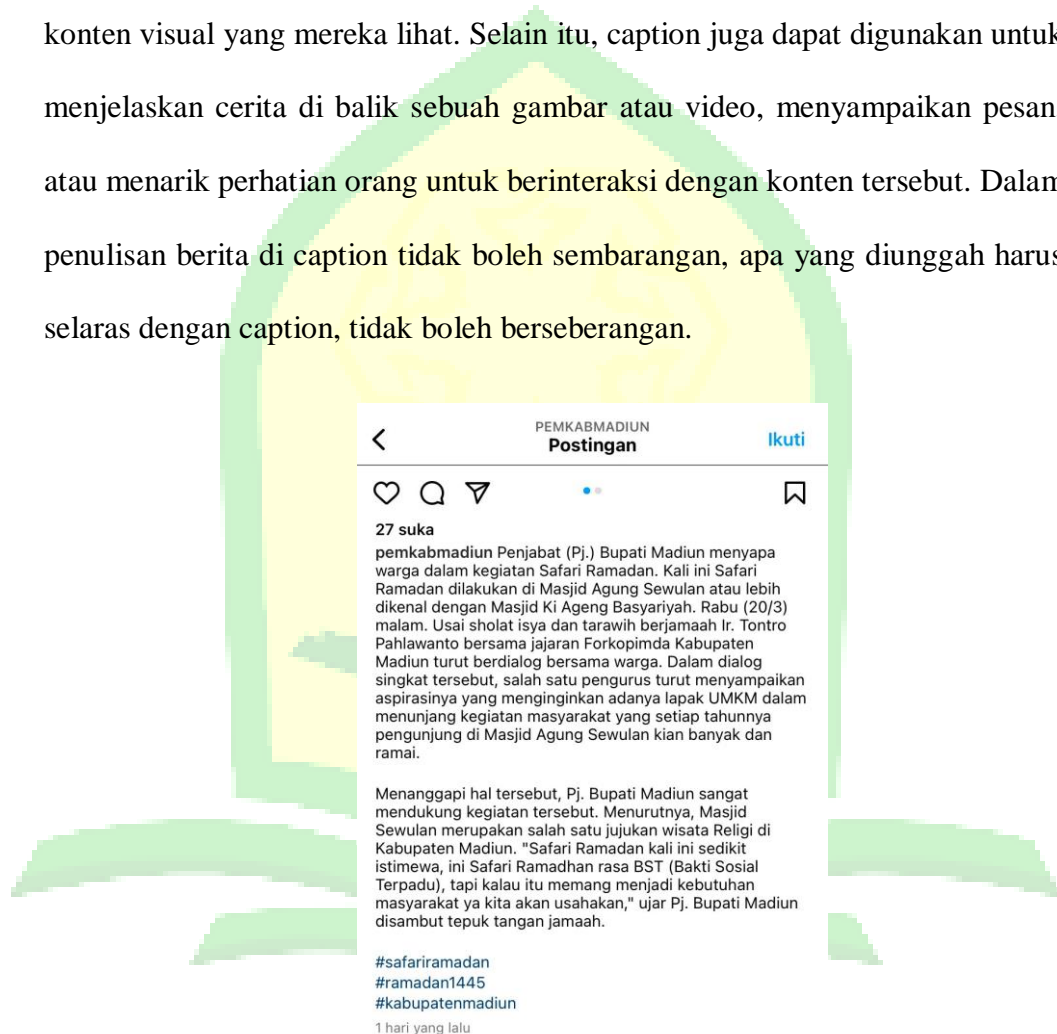 konten visual yang mereka lihat. Selain itu, caption juga dapat digunakan untuk
menjelaskan cerita di balik sebuah gambar atau video, menyampaikan pesan
atau menarik perhatian orang untuk berinteraksi dengan konten tersebut. Dalam
penulisan berita di caption tidak boleh sembarangan, apa yang diunggah harus
selaras dengan caption, tidak boleh berseberangan.
PEMKABMADIUN
Postingan
Ikuti
27 suka
pemkabmadiun Penjabat (Pj.) Bupati Madiun menyapa
warga dalam kegiatan Safari Ramadan. Kali ini Safari
Ramadan dilakukan di Masjid Agung Sewulan atau lebih
dikenal dengan Masjid Ki Ageng Basyariyah. Rabu (20/3)
malam. Usai sholat isya dan tarawih berjamaah Ir. Tontro
Pahlawanto bersama jajaran Forkopimda Kabupaten
Madiun turut berdialog bersama warga. Dalam dialog
singkat tersebut, salah satu pengurus turut menyampaikan
aspirasinya yang menginginkan adanya lapak UMKM dalam
menunjang kegiatan masyarakat yang setiap tahunnya
pengunjung di Masjid Agung Sewulan kian banyak dan
ramai.
Menanggapi hal tersebut, Pj. Bupati Madiun sangat
mendukung kegiatan tersebut. Menurutnya, Masjid
Sewulan merupakan salah satu jujukan wisata Religi di
Kabupaten Madiun. "Safari Ramadan kali ini sedikit
istimewa, ini Safari Ramadhan rasa BST (Bakti Sosial
Terpadu), tapi kalau itu memang menjadi kebutuhan
masyarakat ya kita akan usahakan," ujar Pj. Bupati Madiun
disambut tepuk tangan jamaah.
#safariramadan
#ramadan1445
#kabupatenmadiun
1 hari yang lalu